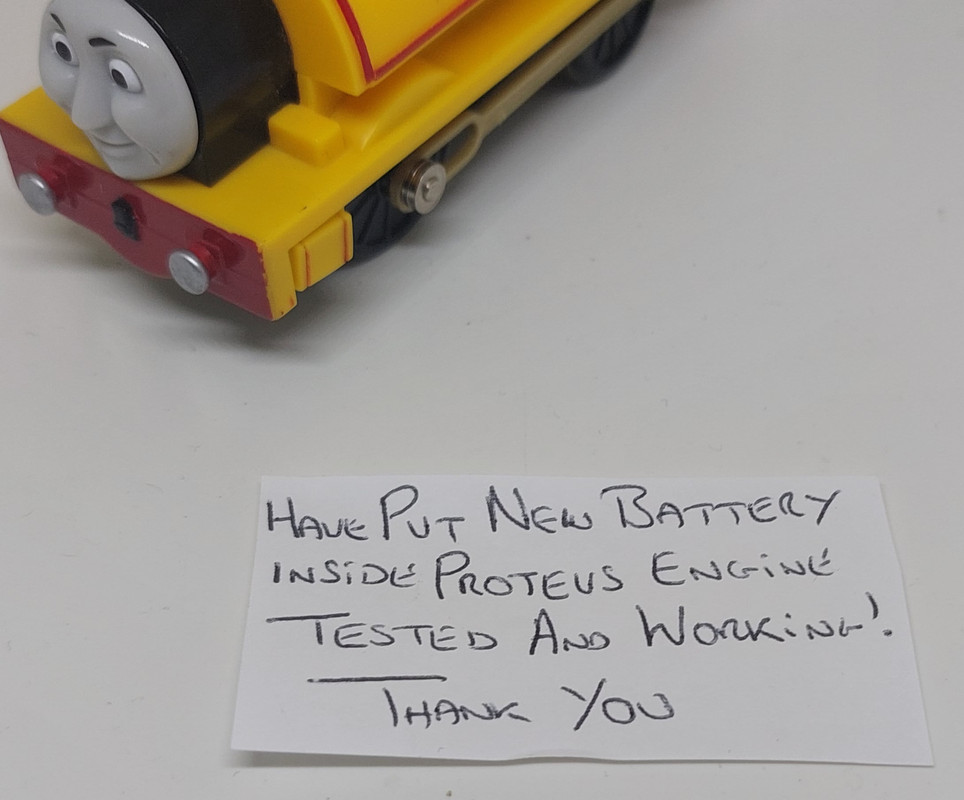 HAVE PUT NEW BATTERY
INSiDE PROTEUS ENGiNE
TESTED AND WORKiNG!
THANK YOU